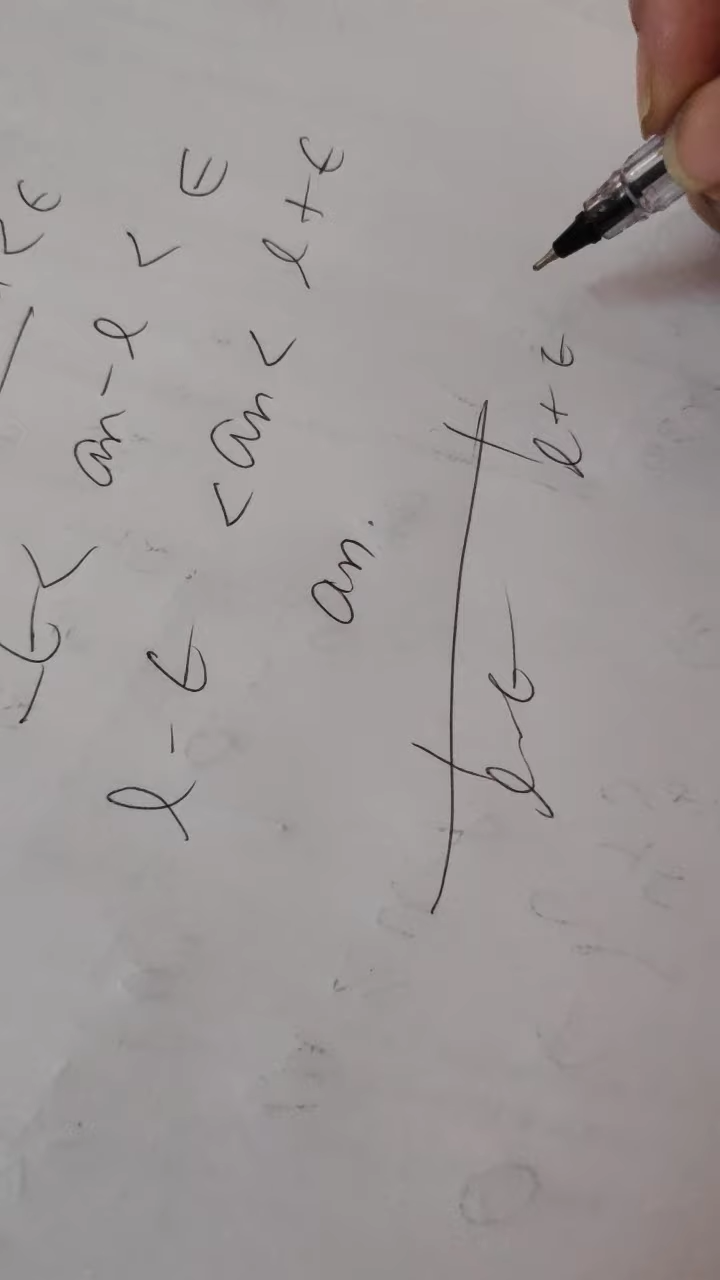 < ε
-ε < an - l < ε
l - ε < an < l + ε
an.
l-ε l+ε